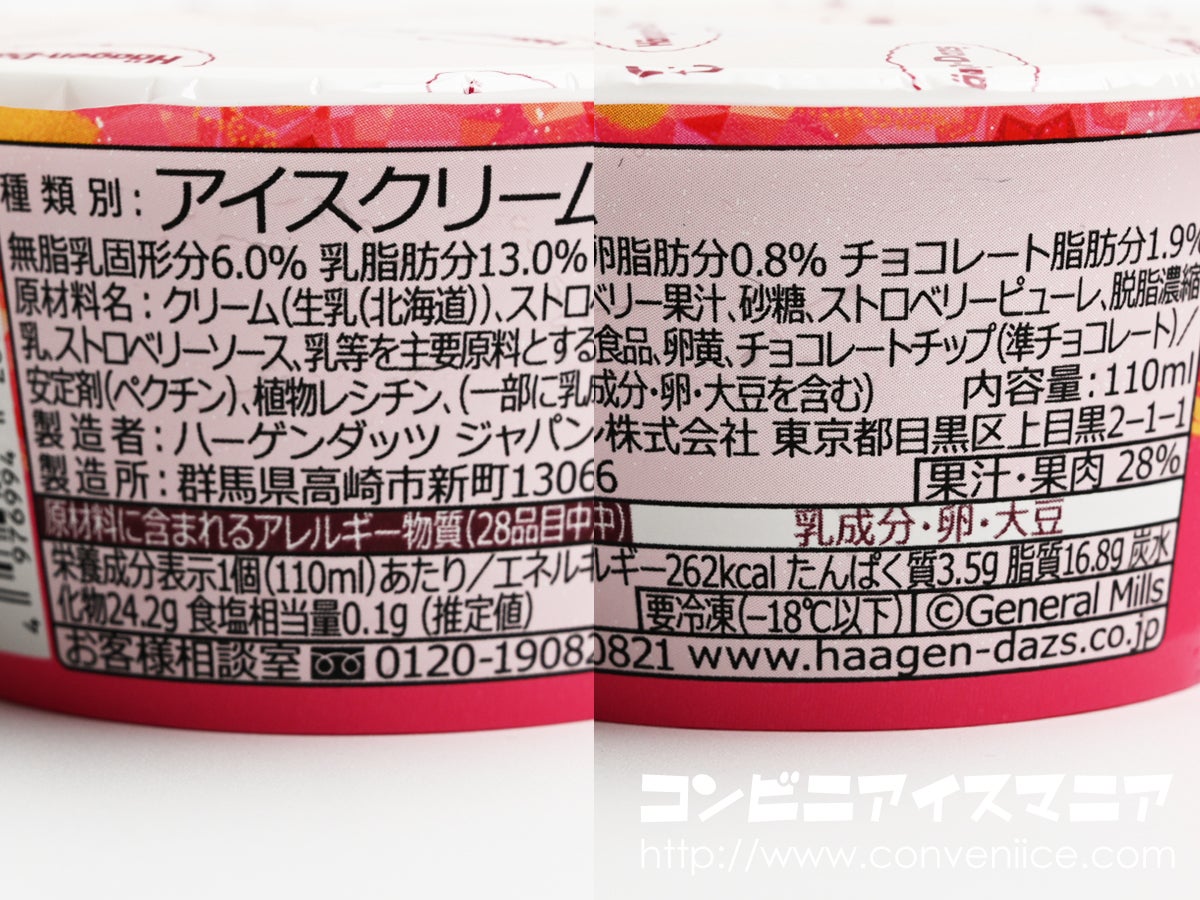 Häagen-Da
種類別：アイスクリーム
無脂乳固形分6.0% 乳脂肪分13.0% 卵脂肪分0.8% チョコレート脂肪分1.9%
原材料名：クリーム(生乳(北海道))、ストロベリー果汁、砂糖、ストロベリーピューレ、脱脂濃縮
乳、ストロベリーソース、乳等を主要原料とする食品、卵黄、チョコレートチップ(準チョコレート)／
安定剤(ペクチン)、植物レシチン、(一部に乳成分・卵・大豆を含む) 内容量：110ml
製造者：ハーゲンダッツ ジャパン株式会社 東京都目黒区上目黒2-1-1
製造所：群馬県高崎市新町13066
果汁・果肉 28%
原材料に含まれるアレルギー物質(28品目中) 乳成分・卵・大豆
栄養成分表示1個(110ml)あたり／エネルギー262kcal たんぱく質3.5g 脂質16.8g 炭水
化物24.2g 食塩相当量0.1g (推定値) 要冷凍(−18℃以下) ©General Mills
お客様相談室 0120-190821 www.haagen-dazs.co.jp
コンビニアイスマニア
http://www.conveniice.com